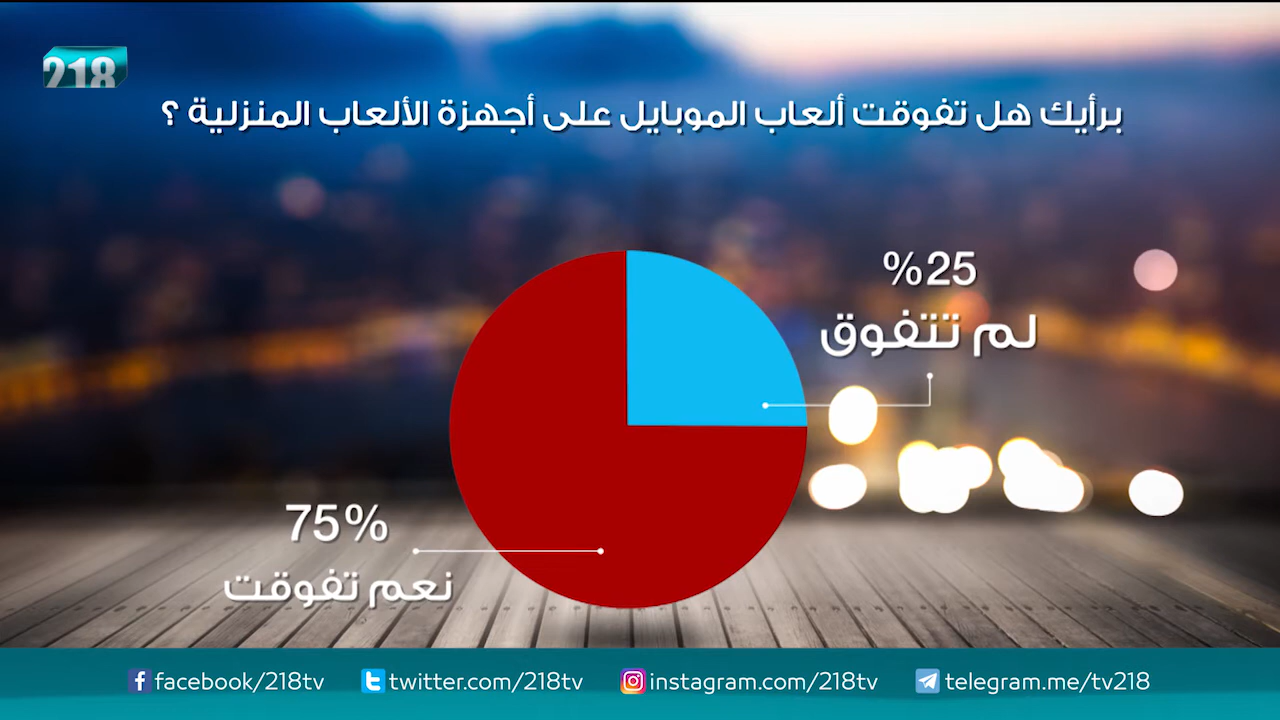 218
برأيك هل تفوقت ألعاب الموبايل على أجهزة الألعاب المنزلية ؟
%25
لم تتفوق
75%
نعم تفوقت
facebook/218tv
twitter.com/218tv
instagram.com/218tv
telegram.me/tv218